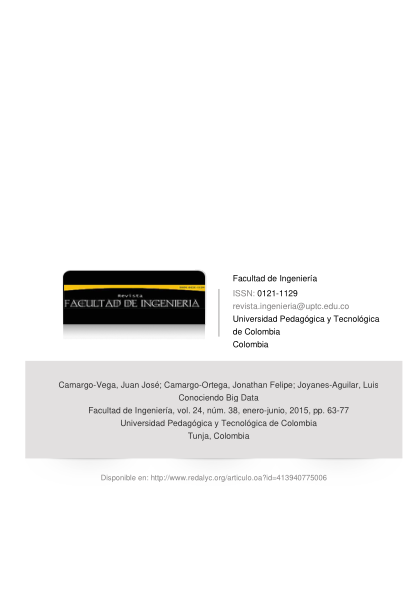 Revista
FACULTAD DE INGENIERIA
Facultad de Ingeniería
ISSN: 0121-1129
revista.ingenieria@uptc.edu.co
Universidad Pedagógica y Tecnológica
de Colombia
Colombia
Camargo-Vega, Juan José; Camargo-Ortega, Jonathan Felipe; Joyanes-Aguilar, Luis
Conociendo Big Data
Facultad de Ingeniería, vol. 24, núm. 38, enero-junio, 2015, pp. 63-77
Universidad Pedagógica y Tecnológica de Colombia
Tunja, Colombia
Disponible en: http://www.redalyc.org/articulo.oa?id=413940775006